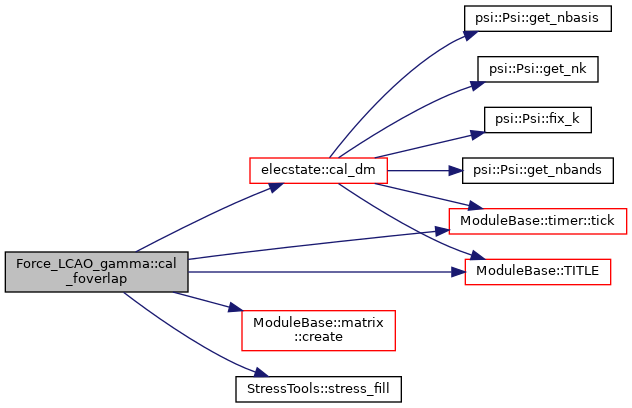 psi::Psi::get_nbasis
psi::Psi::get_nk
psi::Psi::fix_k
elecstate::cal_dm
psi::Psi::get_nbands
ModuleBase::timer::tick
Force_LCAO_gamma::cal
_foverlap
ModuleBase::TITLE
ModuleBase::matrix
::create
StressTools::stress_fill